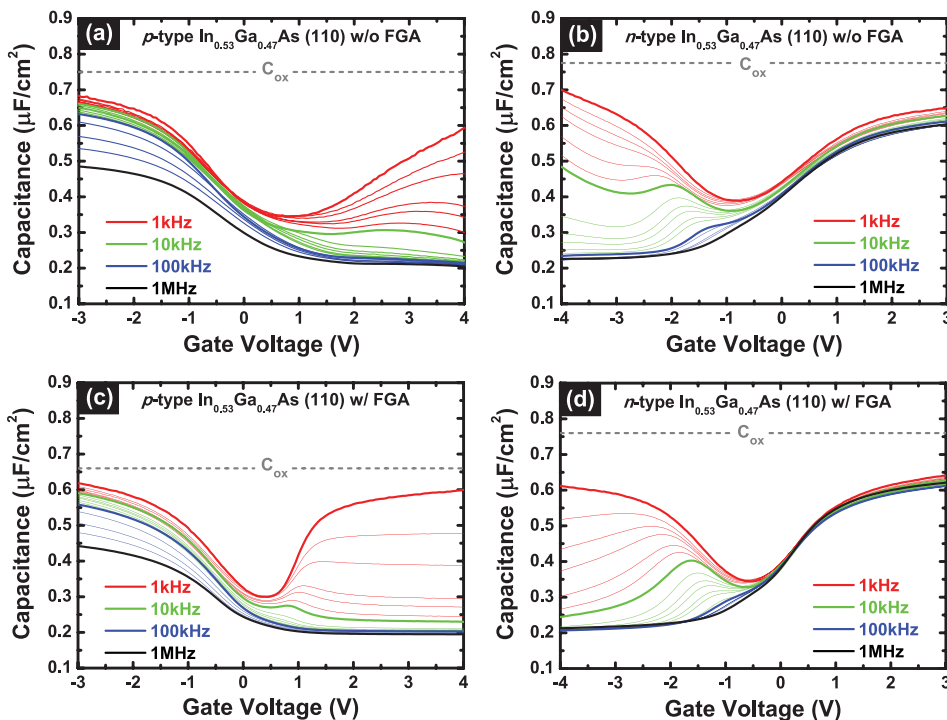 (a) p-type In0.53Ga0.47As (110) w/o FGA
Cox
1kHz
10kHz
100kHz
1MHz
Capacitance (μF/cm²)
0.9
0.8
0.7
0.6
0.5
0.4
0.3
0.2
0.1
-3 -2 -1 0 1 2 3 4
Gate Voltage (V)
(b) n-type In0.53Ga0.47As (110) w/o FGA
Cox
1kHz
10kHz
100kHz
1MHz
Capacitance (μF/cm²)
0.9
0.8
0.7
0.6
0.5
0.4
0.3
0.2
0.1
-4 -3 -2 -1 0 1 2 3
Gate Voltage (V)
(c) p-type In0.53Ga0.47As (110) w/ FGA
Cox
1kHz
10kHz
100kHz
1MHz
Capacitance (μF/cm²)
0.9
0.8
0.7
0.6
0.5
0.4
0.3
0.2
0.1
-3 -2 -1 0 1 2 3 4
Gate Voltage (V)
(d) n-type In0.53Ga0.47As (110) w/ FGA
Cox
1kHz
10kHz
100kHz
1MHz
Capacitance (μF/cm²)
0.9
0.8
0.7
0.6
0.5
0.4
0.3
0.2
0.1
-4 -3 -2 -1 0 1 2 3
Gate Voltage (V)